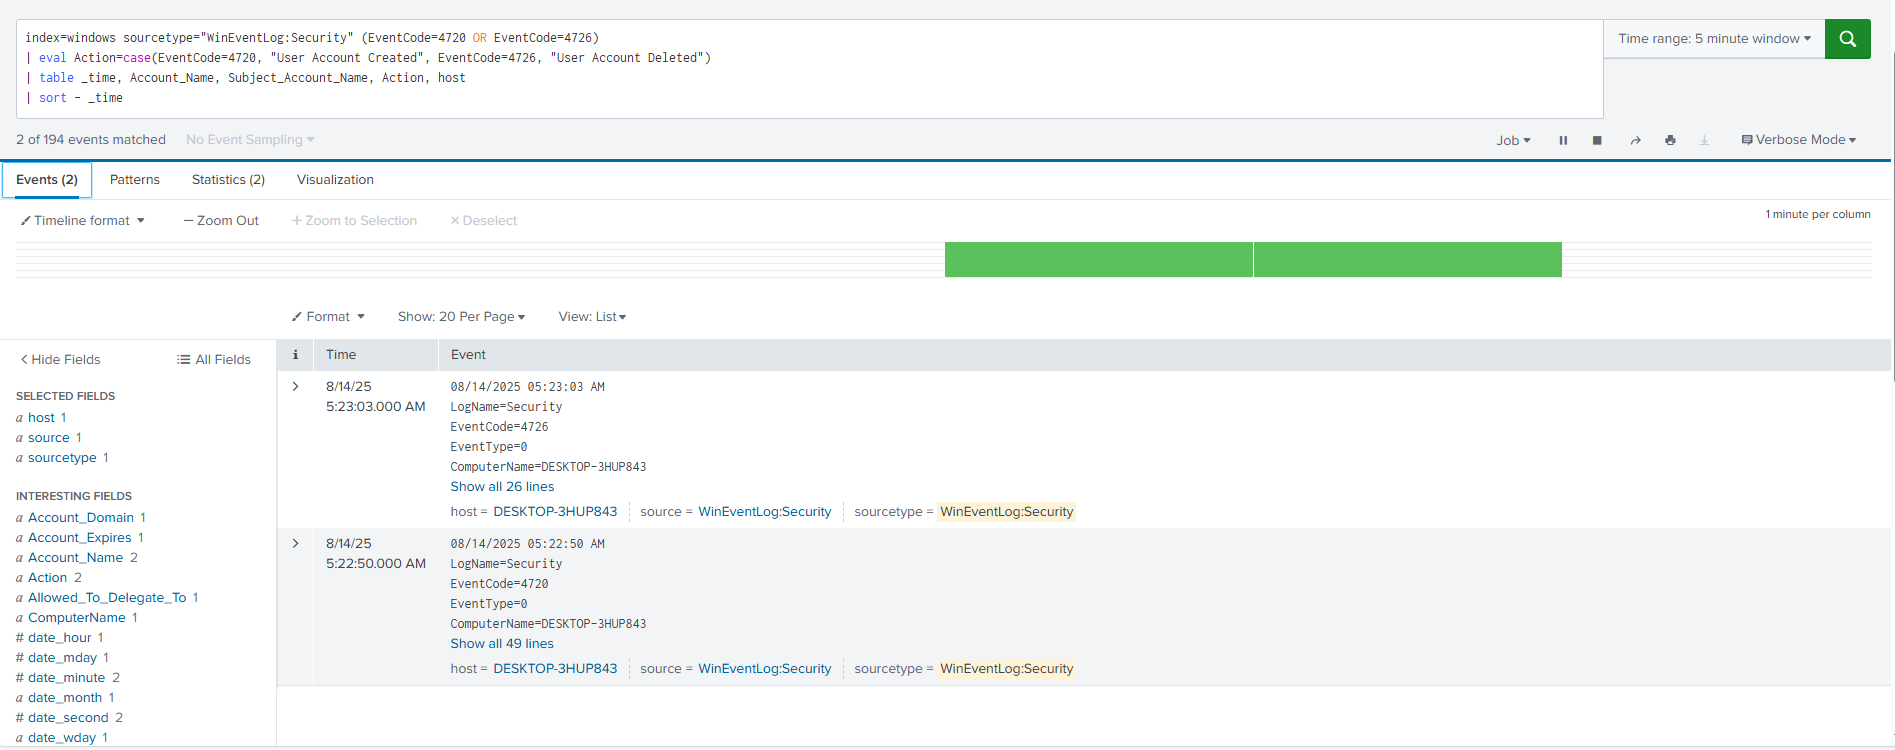 index=windows sourcetype="WinEventLog:Security" (EventCode=4720 OR EventCode=4726)
| eval Action=case(EventCode=4720, "User Account Created", EventCode=4726, "User Account Deleted")
| table _time, Account_Name, Subject_Account_Name, Action, host
| sort - _time
Time range: 5 minute window
2 of 194 events matched
No Event Sampling
Job
Verbose Mode
Events (2)
Patterns
Statistics (2)
Visualization
Timeline format
— Zoom Out
+ Zoom to Selection
× Deselect
1 minute per column
Format
Show: 20 Per Page
View: List
< Hide Fields
All Fields
SELECTED FIELDS
a host 1
a source 1
a sourcetype 1
INTERESTING FIELDS
a Account_Domain 1
a Account_Expires 1
a Account_Name 2
a Action 2
a Allowed_To_Delegate_To 1
a ComputerName 1
# date_hour 1
# date_mday 1
# date_minute 2
a date_month 1
# date_second 2
a date_wday 1
i Time Event
> 8/14/25
5:23:03.000 AM
08/14/2025 05:23:03 AM
LogName=Security
EventCode=4726
EventType=0
ComputerName=DESKTOP-3HUP843
Show all 26 lines
host = DESKTOP-3HUP843 source = WinEventLog:Security sourcetype = WinEventLog:Security
> 8/14/25
5:22:50.000 AM
08/14/2025 05:22:50 AM
LogName=Security
EventCode=4720
EventType=0
ComputerName=DESKTOP-3HUP843
Show all 49 lines
host = DESKTOP-3HUP843 source = WinEventLog:Security sourcetype = WinEventLog:Security